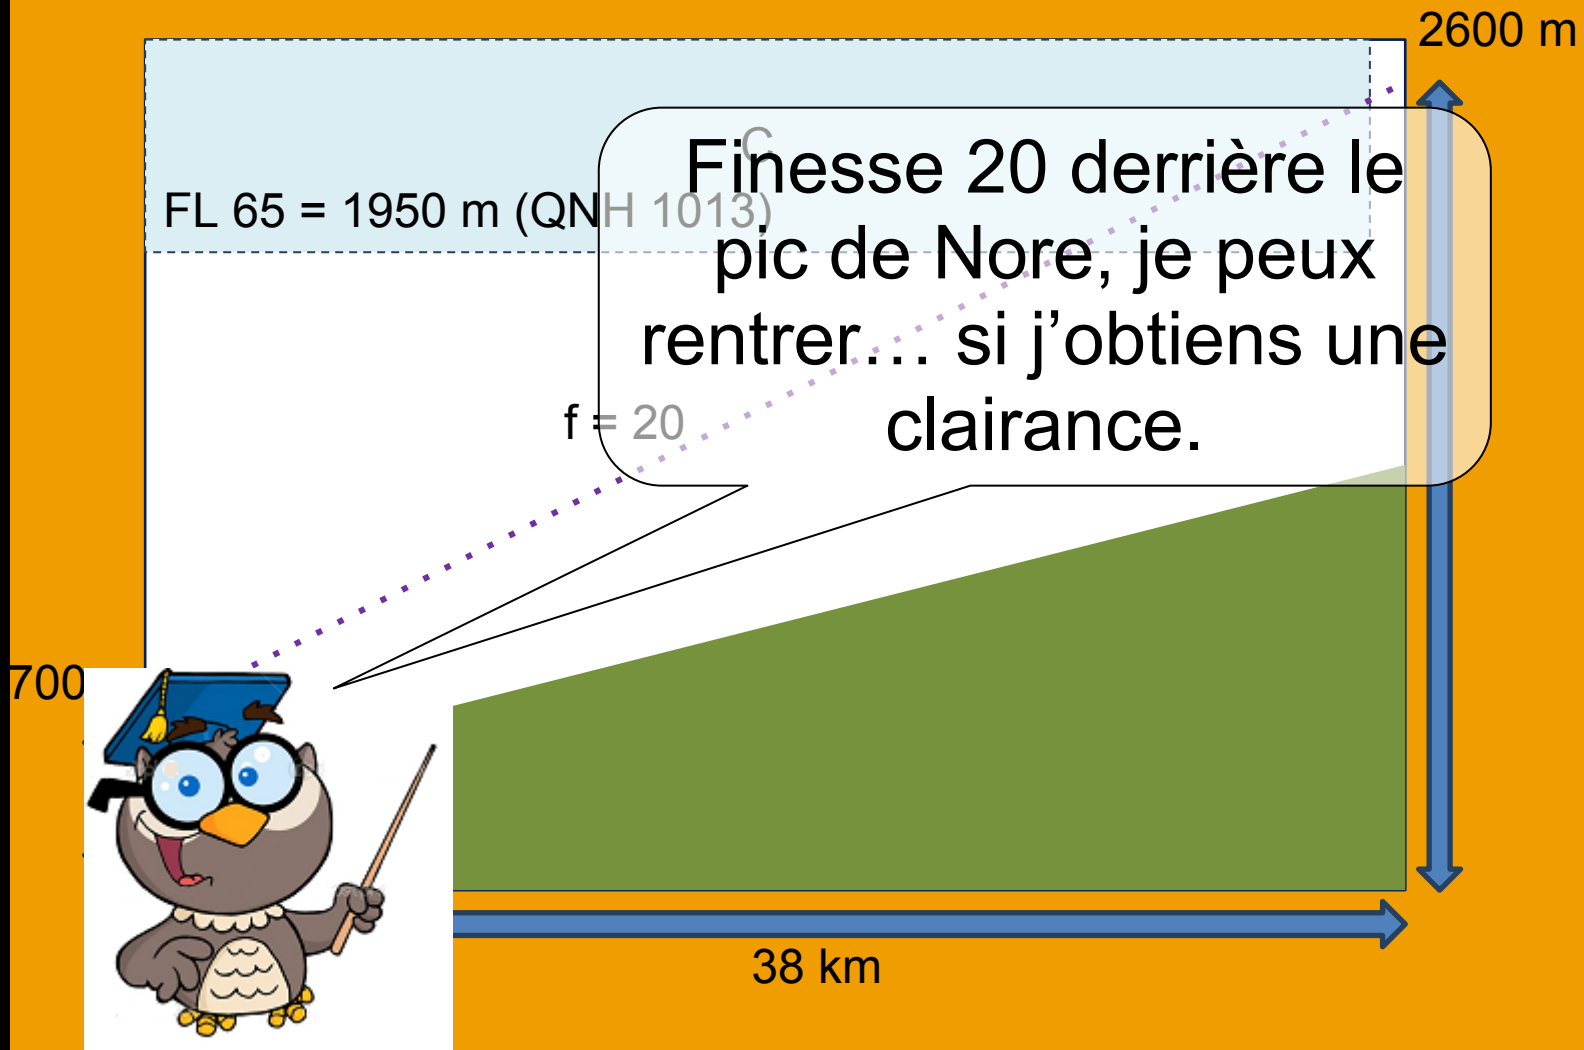 2600 m
C
Finesse 20 derrière le
FL 65 = 1950 m (QNH 1013)
pic de Nore, je peux
rentrer… si j’obtiens une
f = 20
clairance.
700
38 km